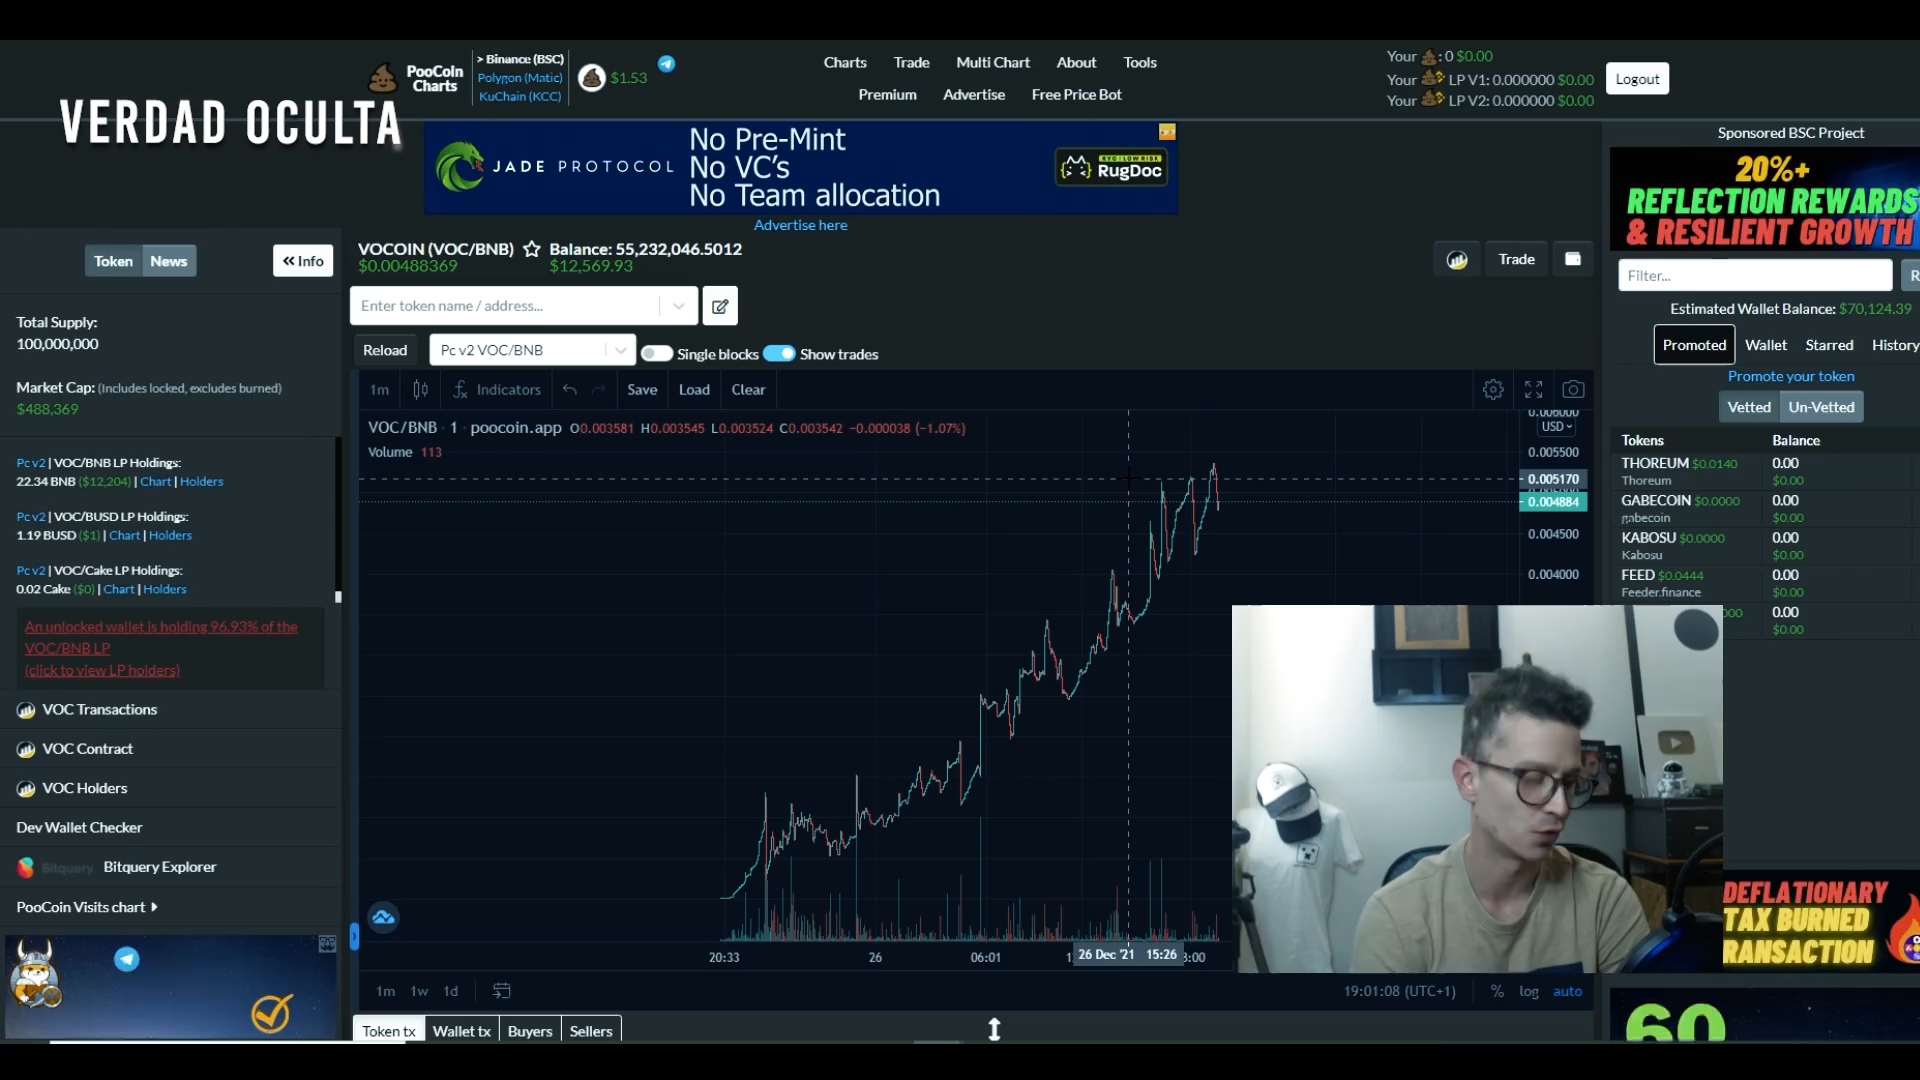 PooCoin
Charts
> Binance (BSC)
Polygon (Matic)
KuChain (KCC)
$1.53
Charts Trade Multi Chart About Tools
Premium Advertise Free Price Bot
Your : 0 $0.00
Your LP V1: 0.000000 $0.00
Your LP V2: 0.000000 $0.00
Logout
VERDAD OCULTA
JADE PROTOCOL
No Pre-Mint
No VC's
No Team allocation
RugDoc
Advertise here
Sponsored BSC Project
20%+
REFLECTION REWARDS
& RESILIENT GROWTH
Token News
« Info
VOCOIN (VOC/BNB) Balance: 55,232,046.5012
$0.00488369 $12,569.93
Trade
Filter...
R
Enter token name / address...
Estimated Wallet Balance: $70,124.39
Total Supply:
100,000,000
Reload
Pc v2 VOC/BNB
Single blocks
Show trades
Promoted Wallet Starred History
Promote your token
Market Cap: (Includes locked, excludes burned)
$488,369
1m Indicators Save Load Clear
Vetted Un-Vetted
VOC/BNB · 1 · poocoin.app O0.003581 H0.003545 L0.003524 C0.003542 -0.000038 (-1.07%)
Volume 113
0.006000
USD
0.005500
0.005170
0.004884
0.004500
0.004000
Tokens Balance
THOREUM $0.0140 0.00
Thoreum $0.00
GABECOIN $0.0000 0.00
gabecoin $0.00
KABOSU $0.0000 0.00
Kabosu $0.00
FEED $0.0444 0.00
Feeder.finance $0.00
0.00
$0.00
Pc v2 | VOC/BNB LP Holdings:
22.34 BNB ($12,204) | Chart | Holders
Pc v2 | VOC/BUSD LP Holdings:
1.19 BUSD ($1) | Chart | Holders
Pc v2 | VOC/Cake LP Holdings:
0.02 Cake ($0) | Chart | Holders
An unlocked wallet is holding 96.93% of the
VOC/BNB LP
(click to view LP holders)
VOC Transactions
VOC Contract
VOC Holders
Dev Wallet Checker
Bitquery Bitquery Explorer
PooCoin Visits chart
DEFLATIONARY
TAX BURNED
RANSACTION
20:33 26 06:01 26 Dec '21 15:26 8:00
1m 1w 1d
19:01:08 (UTC+1) % log auto
60
Token tx Wallet tx Buyers Sellers